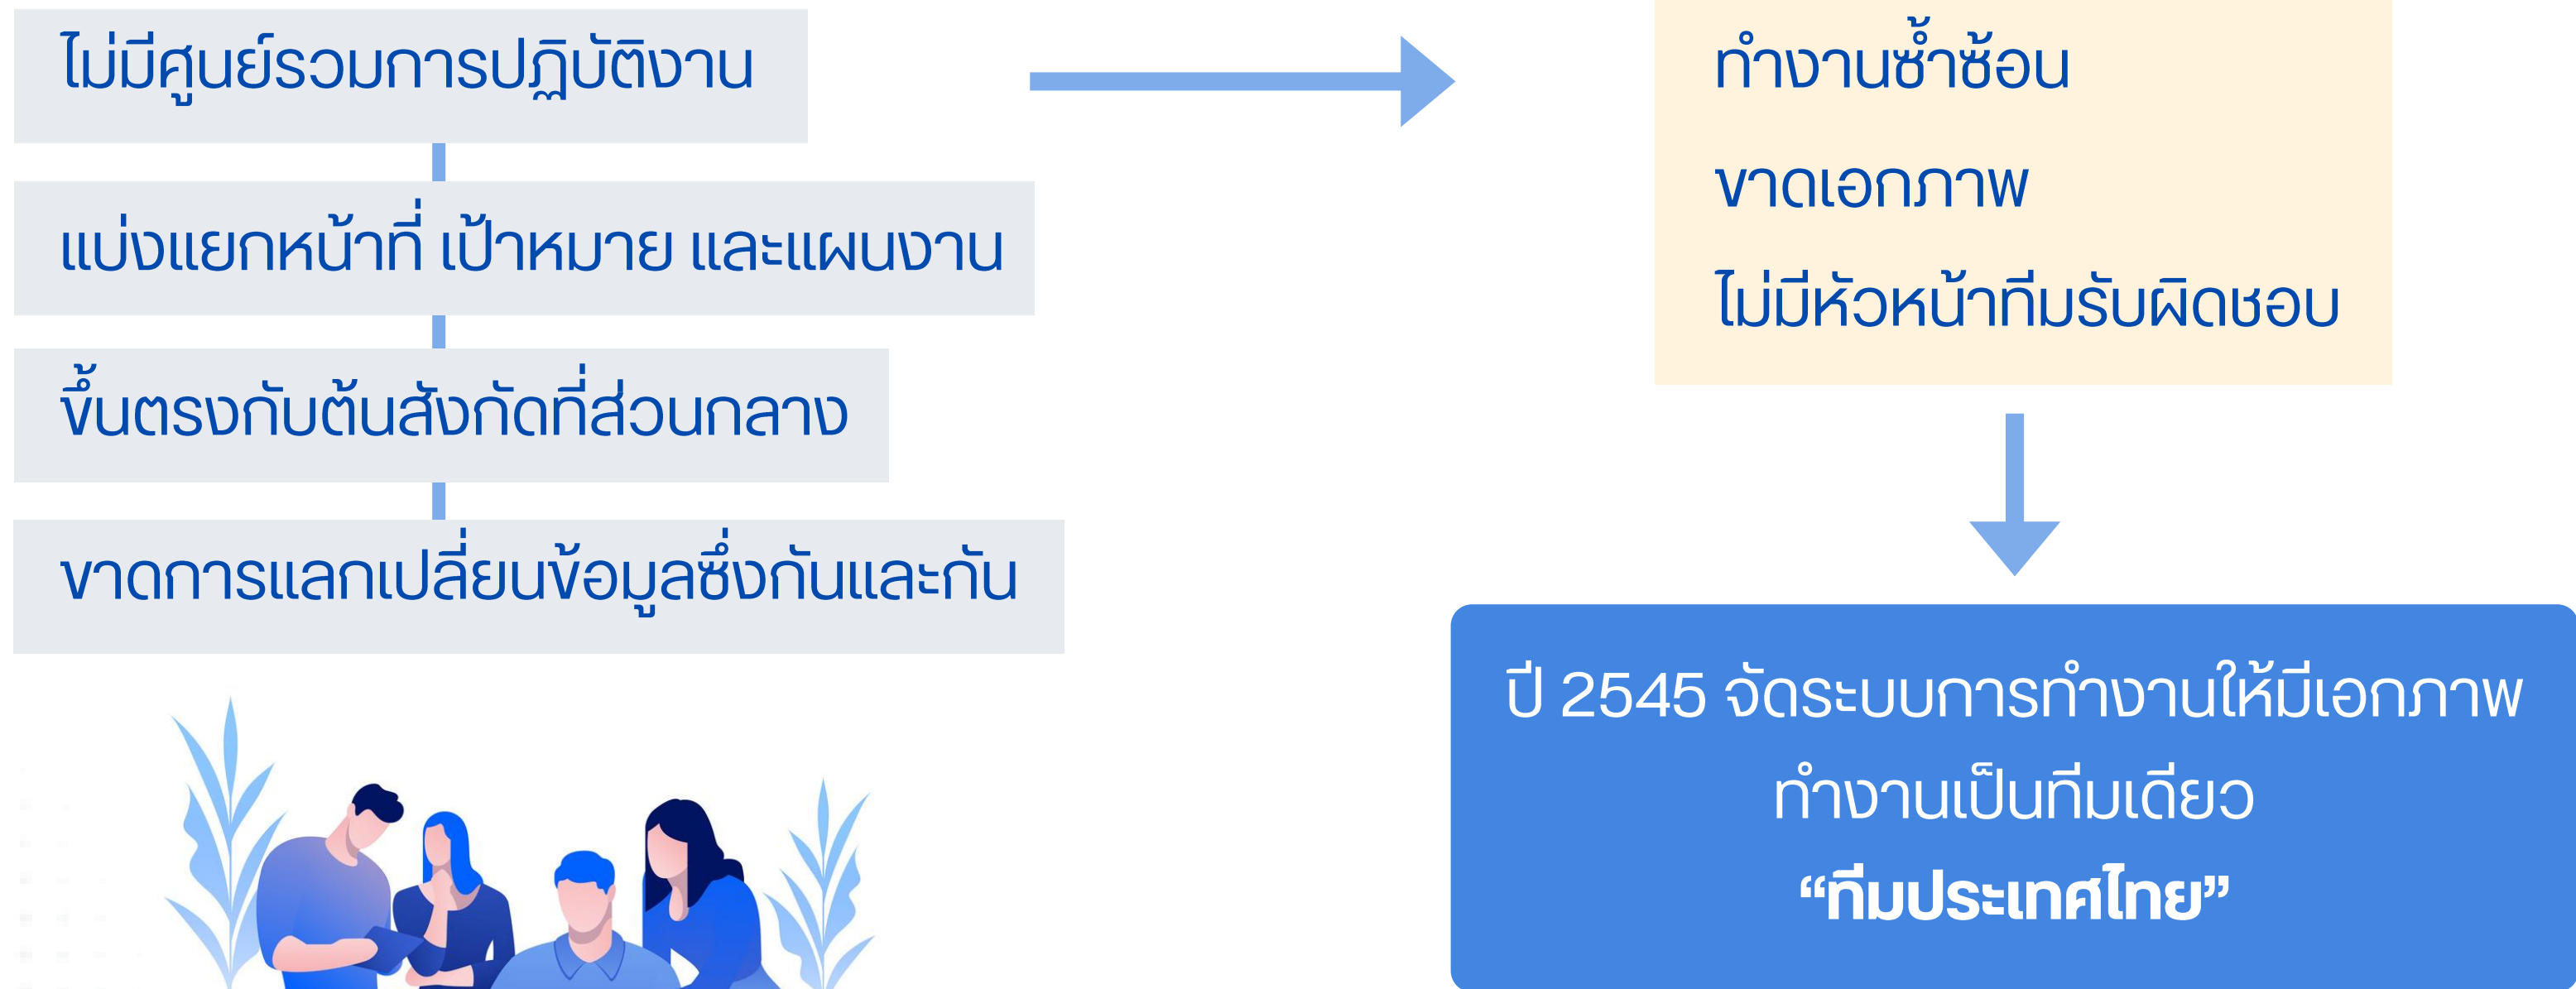 ไม่มีศูนย์รวมการปฏิบัติงาน
แบ่งแยกหน้าที่ เป้าหมาย และแผนงาน
ขึ้นตรงกับต้นสังกัดที่ส่วนกลาง
ขาดการแลกเปลี่ยนข้อมูลซึ่งกันและกัน
ทำงานซ้ำซ้อน
ขาดเอกภาพ
ไม่มีหัวหน้าทีมรับผิดชอบ
ปี 2545 จัดระบบการทำงานให้มีเอกภาพ
ทำงานเป็นทีมเดียว
“ทีมประเทศไทย”